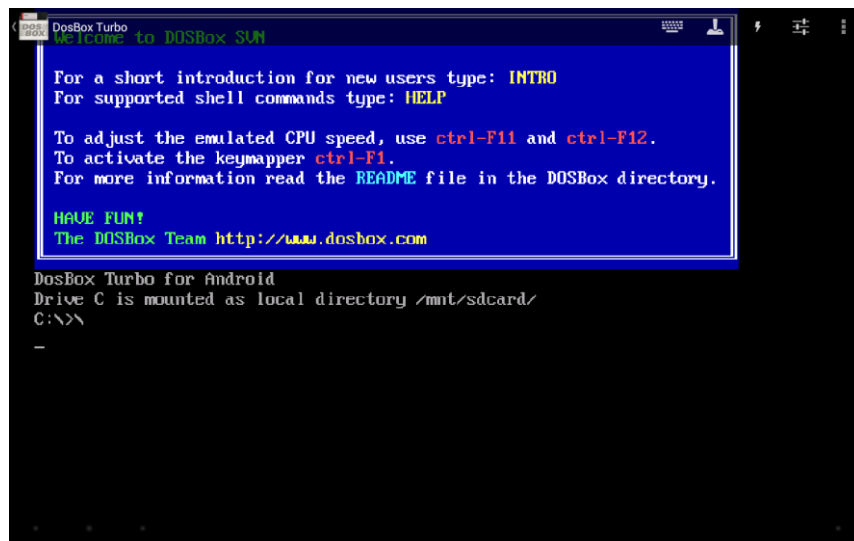 DosBox Turbo
Welcome to DOSBox SVN
For a short introduction for new users type: INTRO
For supported shell commands type: HELP
To adjust the emulated CPU speed, use ctrl-F11 and ctrl-F12.
To activate the keymapper ctrl-F1.
For more information read the README file in the DOSBox directory.
HAVE FUN!
The DOSBox Team http://www.dosbox.com
DosBox Turbo for Android
Drive C is mounted as local directory /mnt/sdcard/
C:\>\
_